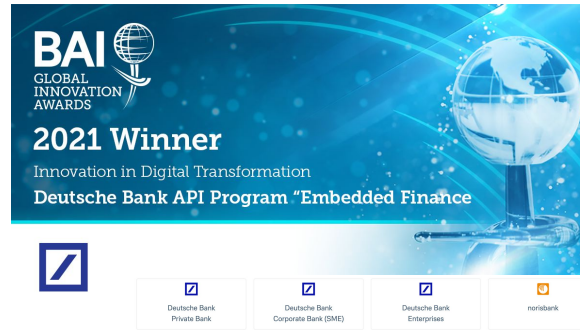 BAI
GLOBAL
INNOVATION
AWARDS
2021 Winner
Innovation in Digital Transformation
Deutsche Bank API Program “Embedded Finance
Deutsche Bank
Private Bank
Deutsche Bank
Corporate Bank (SME)
Deutsche Bank
Enterprises
norisbank